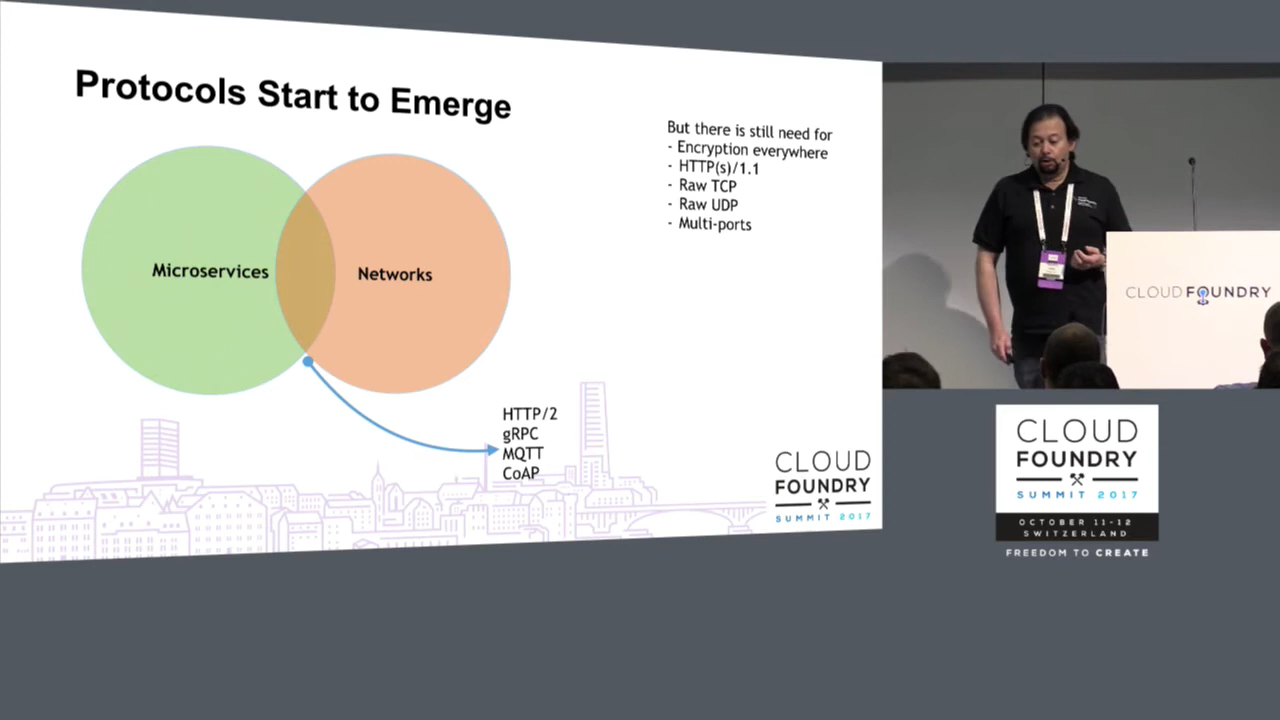 Protocols Start to Emerge
But there is still need for
- Encryption everywhere
- HTTP(s)/1.1
- Raw TCP
- Raw UDP
- Multi-ports
Microservices
Networks
HTTP/2
gRPC
MQTT
CoAP
CLOUD
FOUNDRY
SUMMIT 2017
CLOUD FOUNDRY
CLOUD
FOUNDRY
SUMMIT 2017
OCTOBER 11-12
SWITZERLAND
FREEDOM TO CREATE